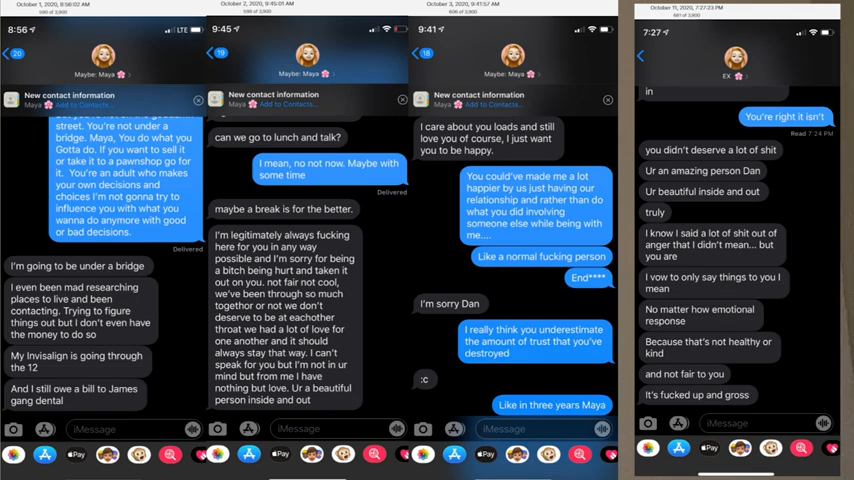 October 1, 2020, 8:56:02 AM
590 of 3,900
8:56
LTE
20
Maybe: Maya 🌸
New contact information
Maya 🌸 Add to Contacts...
street. You're not under a
bridge. Maya, You do what you
Gotta do. If you want to sell it
or take it to a pawnshop go for
it. You're an adult who makes
your own decisions and
choices I'm not gonna try to
influence you with what you
wanna do anymore with good
or bad decisions.
Delivered
I'm going to be under a bridge
I even been mad researching
places to live and been
contacting. Trying to figure
things out but I don't even have
the money to do so
My Invisalign is going through
the 12
And I still owe a bill to James
gang dental
iMessage
Pay
October 2, 2020, 9:45:01 AM
598 of 3,900
9:45
19
Maybe: Maya 🌸
New contact information
Maya 🌸 Add to Contacts...
can we go to lunch and talk?
I mean, no not now. Maybe with
some time
Delivered
maybe a break is for the better.
I'm legitimately always fucking
here for you in any way
possible and I'm sorry for being
a bitch being hurt and taken it
out on you. not fair not cool,
we've been through so much
togethor or not we don't
deserve to be at eachother
throat we had a lot of love for
one another and it should
always stay that way. I can't
speak for you but I'm not in ur
mind but from me I have
nothing but love. Ur a beautiful
person inside and out
iMessage
Pay
October 3, 2020, 9:41:57 AM
606 of 3,900
9:41
18
Maybe: Maya 🌸
New contact information
Maya 🌸 Add to Contacts...
I care about you loads and still
love you of course, I just want
you to be happy.
You could've made me a lot
happier by us just having our
relationship and rather than do
what you did involving
someone else while being with
me....
Like a normal fucking person
End****
I'm sorry Dan
I really think you underestimate
the amount of trust that you've
destroyed
:c
Like in three years Maya
iMessage
Pay
October 11, 2020, 7:27:23 PM
681 of 3,900
7:27
EX 🌸
in
You're right it isn't
Read 7:24 PM
you didn't deserve a lot of shit
Ur an amazing person Dan
Ur beautiful inside and out
truly
I know I said a lot of shit out of
anger that I didn't mean... but
you are
I vow to only say things to you I
mean
No matter how emotional
response
Because that's not healthy or
kind
and not fair to you
It's fucked up and gross
iMessage
Pay